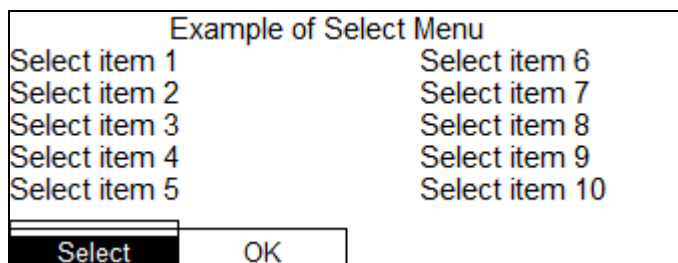 Example of Select Menu
Select item 1
Select item 2
Select item 3
Select item 4
Select item 5
Select item 6
Select item 7
Select item 8
Select item 9
Select item 10
Select
OK